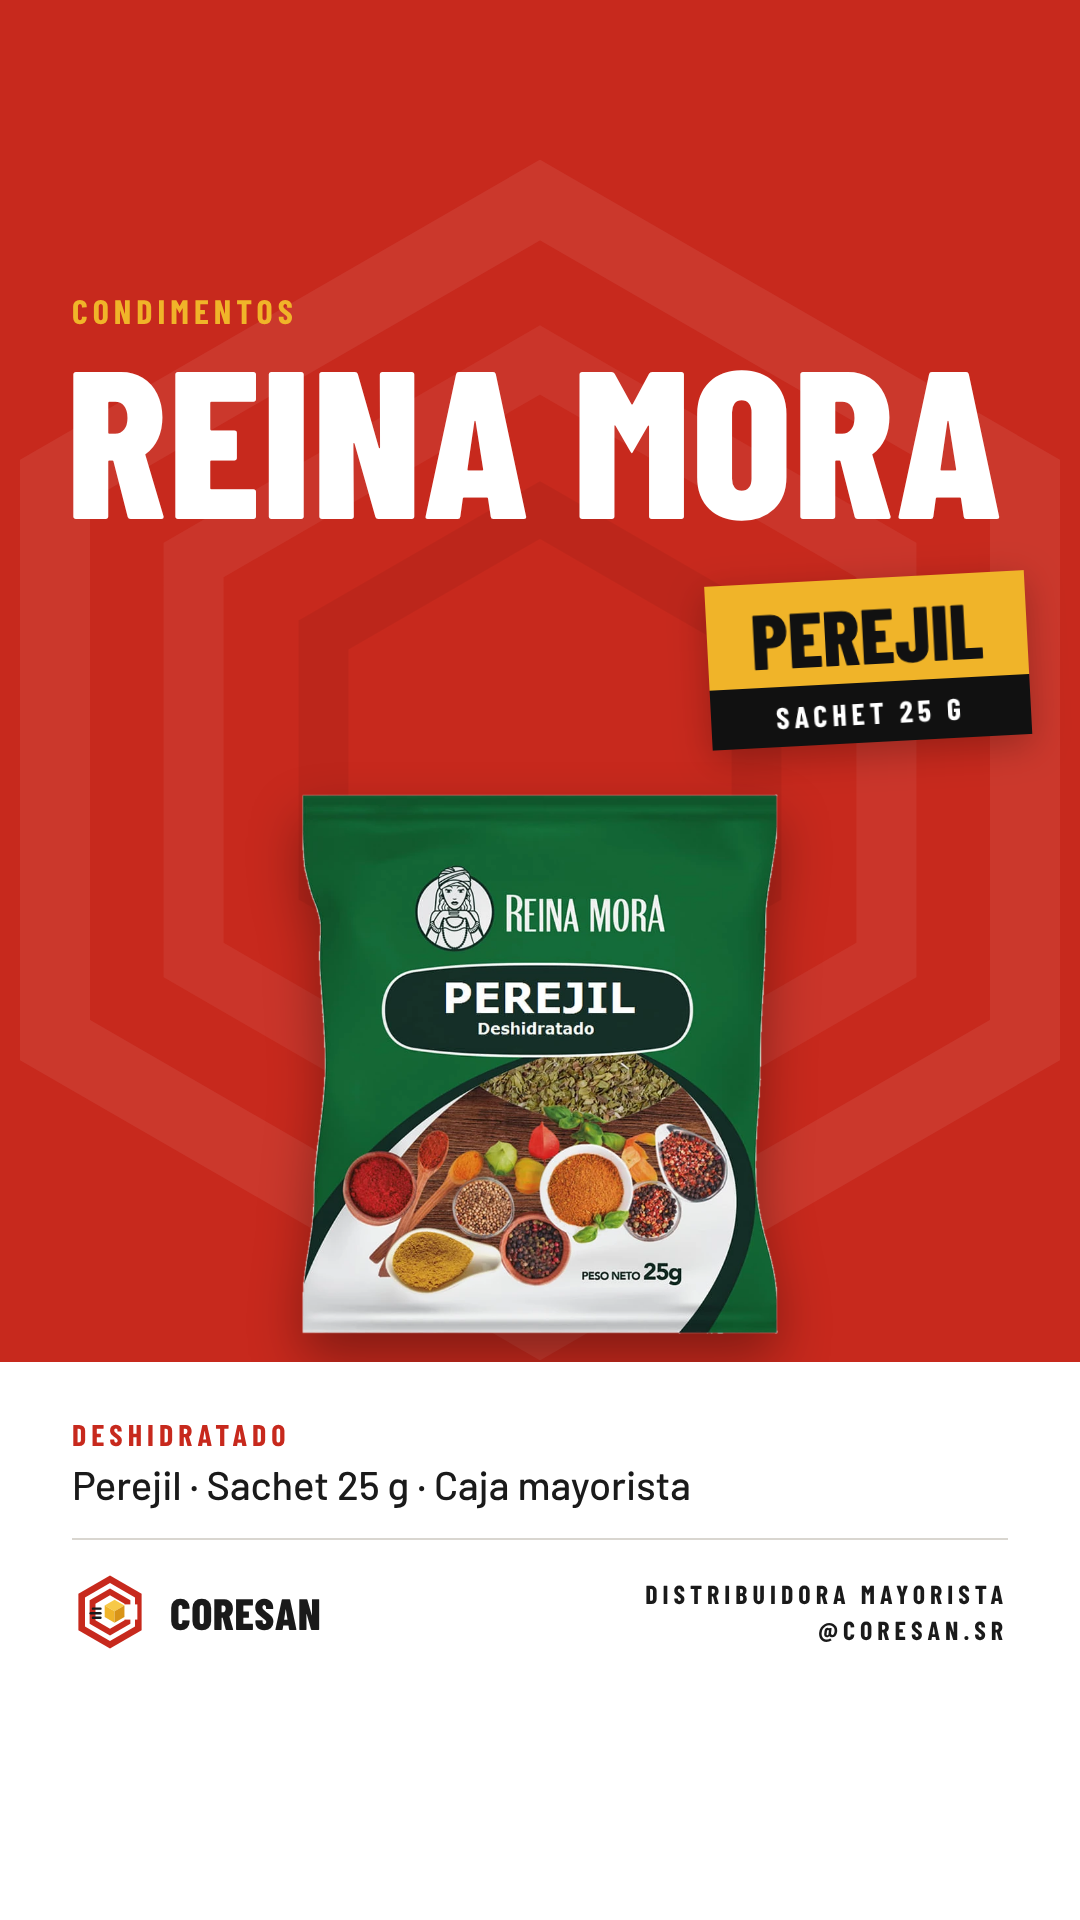 CONDIMENTOS
REINA MORA
PEREJIL
SACHET 25 G
REINA MORA
PEREJIL
Deshidratado
PESO NETO 25g
DESHIDRATADO
Perejil · Sachet 25 g · Caja mayorista
CORESAN
DISTRIBUIDORA MAYORISTA
@CORESAN.SR